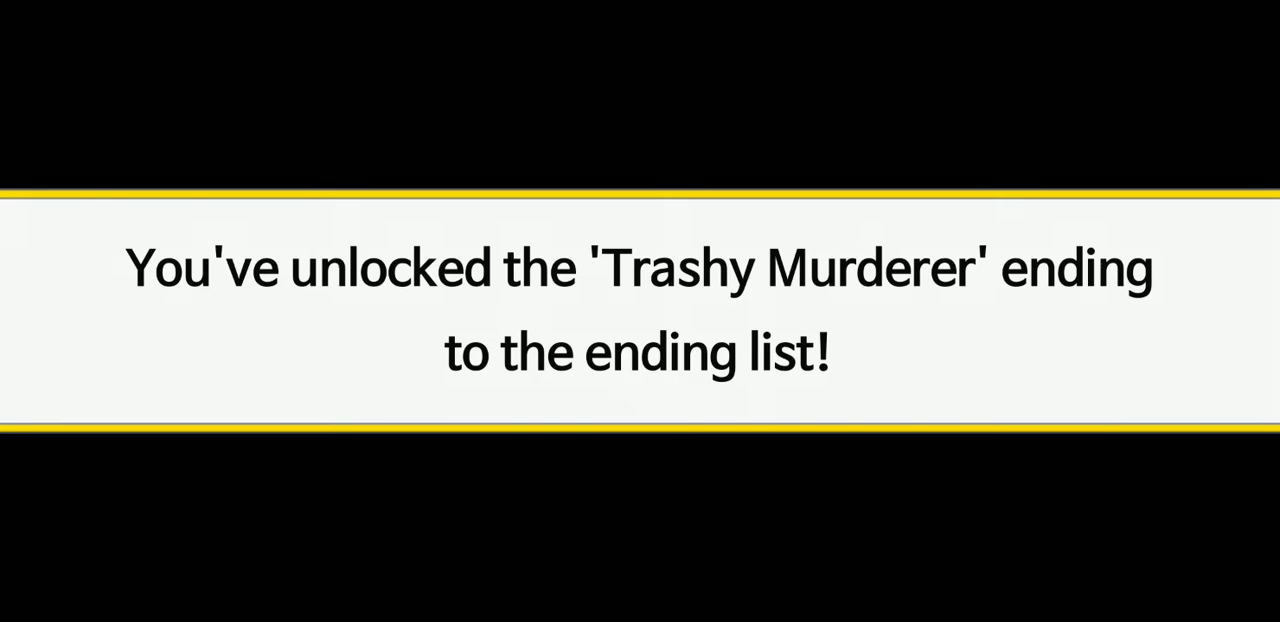 You've unlocked the 'Trashy Murderer' ending
to the ending list!